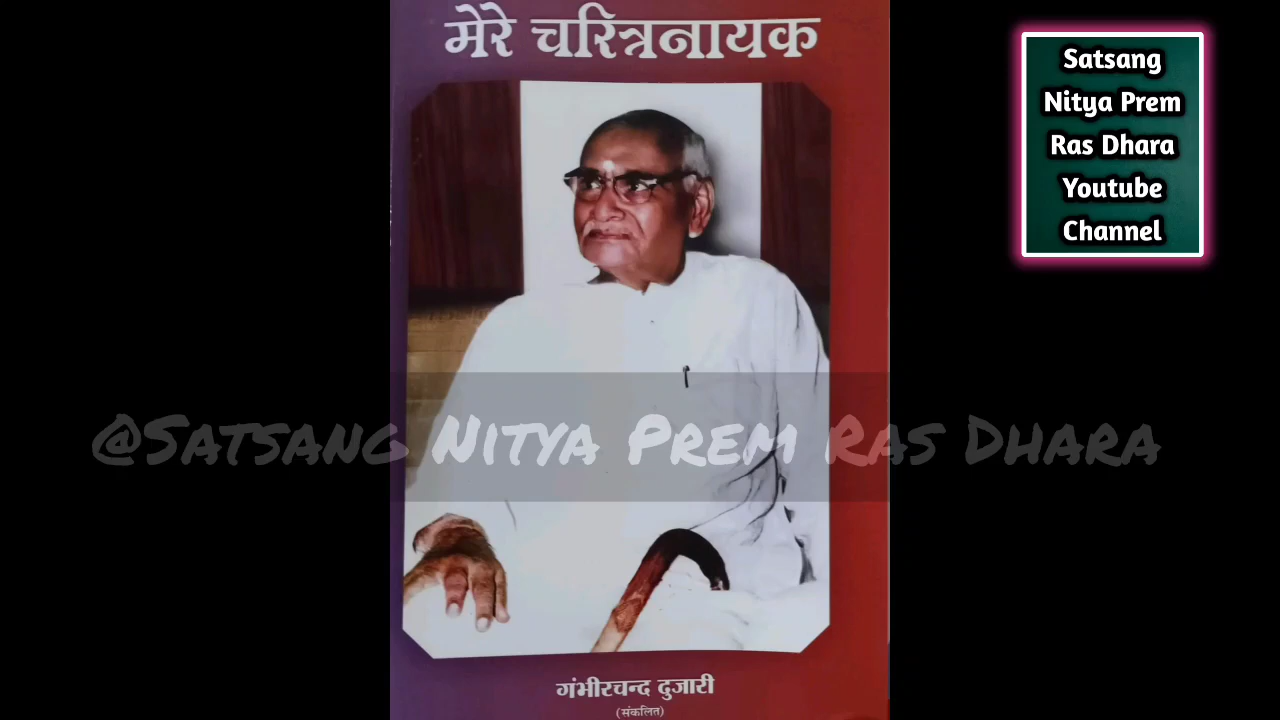 मेरे चरित्रनायक
Satsang
Nitya Prem
Ras Dhara
Youtube
Channel
@Satsang Nitya Prem Ras Dhara
गंभीरचन्द दुजारी
(संकलित)